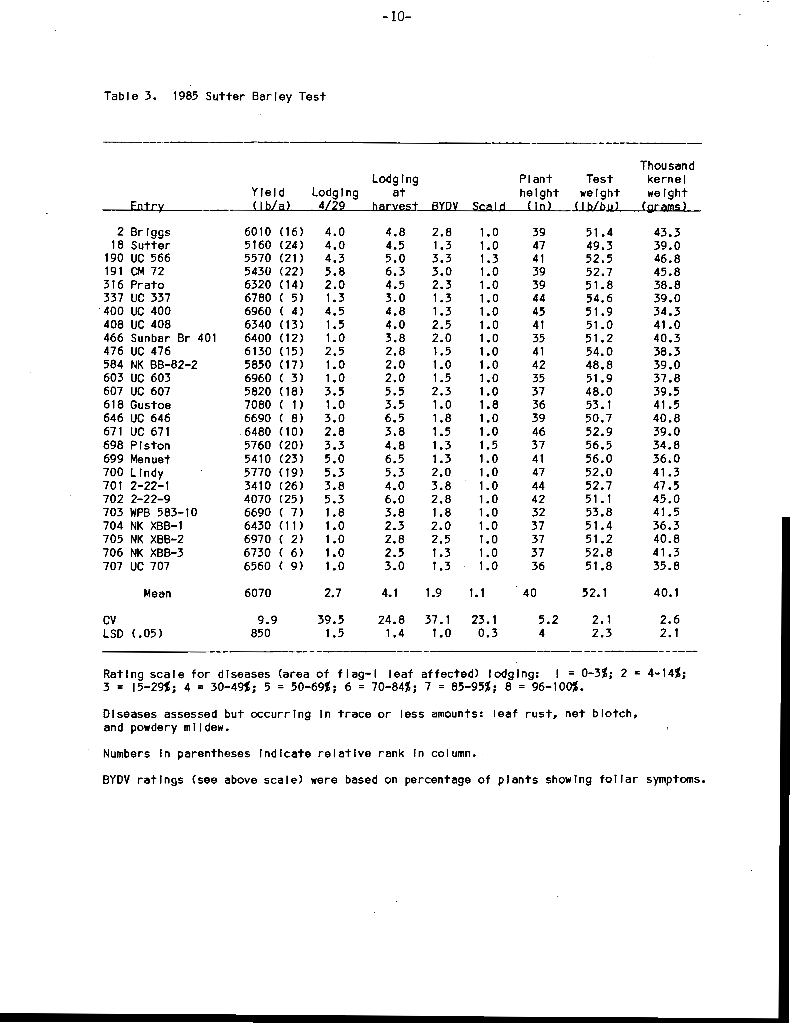 -10-
Table 3. 1985 Sutter Barley Test
Thousand
Lodging Plant Test kernel
Yield Lodging at height weight weight
Entry (lb/a) 4/29 harvest BYDV Scald (in) (lb/bu) (grams)
2 Briggs 6010 (16) 4.0 4.8 2.8 1.0 39 51.4 43.3
18 Sutter 5160 (24) 4.0 4.5 1.3 1.0 47 49.3 39.0
190 UC 566 5570 (21) 4.3 5.0 3.3 1.3 41 52.5 46.8
191 CM 72 5430 (22) 5.8 6.3 3.0 1.0 39 52.7 45.8
316 Prato 6320 (14) 2.0 4.5 2.3 1.0 39 51.8 38.8
337 UC 337 6780 ( 5) 1.3 3.0 1.3 1.0 44 54.6 39.0
400 UC 400 6960 ( 4) 4.5 4.8 1.3 1.0 45 51.9 34.3
408 UC 408 6340 (13) 1.5 4.0 2.5 1.0 41 51.0 41.0
466 Sunbar Br 401 6400 (12) 1.0 3.8 2.0 1.0 35 51.2 40.3
476 UC 476 6130 (15) 2.5 2.8 1.5 1.0 41 54.0 38.3
584 NK BB-82-2 5850 (17) 1.0 2.0 1.0 1.0 42 48.8 39.0
603 UC 603 6960 ( 3) 1.0 2.0 1.5 1.0 35 51.9 37.8
607 UC 607 5820 (18) 3.5 5.5 2.3 1.0 37 48.0 39.5
618 Gustoe 7080 ( 1) 1.0 3.5 1.0 1.8 36 53.1 41.5
646 UC 646 6690 ( 8) 3.0 6.5 1.8 1.0 39 50.7 40.8
671 UC 671 6480 (10) 2.8 3.8 1.5 1.0 46 52.9 39.0
698 Piston 5760 (20) 3.3 4.8 1.3 1.5 37 56.5 34.8
699 Menuet 5410 (23) 5.0 6.5 1.3 1.0 41 56.0 36.0
700 Lindy 5770 (19) 5.3 5.3 2.0 1.0 47 52.0 41.3
701 2-22-1 3410 (26) 3.8 4.0 3.8 1.0 44 52.7 47.5
702 2-22-9 4070 (25) 5.3 6.0 2.8 1.0 42 51.1 45.0
703 WPB 583-10 6690 ( 7) 1.8 3.8 1.8 1.0 32 53.8 41.5
704 NK XBB-1 6430 (11) 1.0 2.3 2.0 1.0 37 51.4 36.3
705 NK XBB-2 6970 ( 2) 1.0 2.8 2.5 1.0 37 51.2 40.8
706 NK XBB-3 6730 ( 6) 1.0 2.5 1.3 1.0 37 52.8 41.3
707 UC 707 6560 ( 9) 1.0 3.0 1.3 1.0 36 51.8 35.8
Mean 6070 2.7 4.1 1.9 1.1 40 52.1 40.1
CV 9.9 39.5 24.8 37.1 23.1 5.2 2.1 2.6
LSD (.05) 850 1.5 1.4 1.0 0.3 4 2.3 2.1
Rating scale for diseases (area of flag-l leaf affected) lodging: l = 0-3%; 2 = 4-14%;
3 = 15-29%; 4 = 30-49%; 5 = 50-69%; 6 = 70-84%; 7 = 85-95%; 8 = 96-100%.
Diseases assessed but occurring in trace or less amounts: leaf rust, net blotch,
and powdery mildew.
Numbers in parentheses indicate relative rank in column.
BYDV ratings (see above scale) were based on percentage of plants showing foliar symptoms.